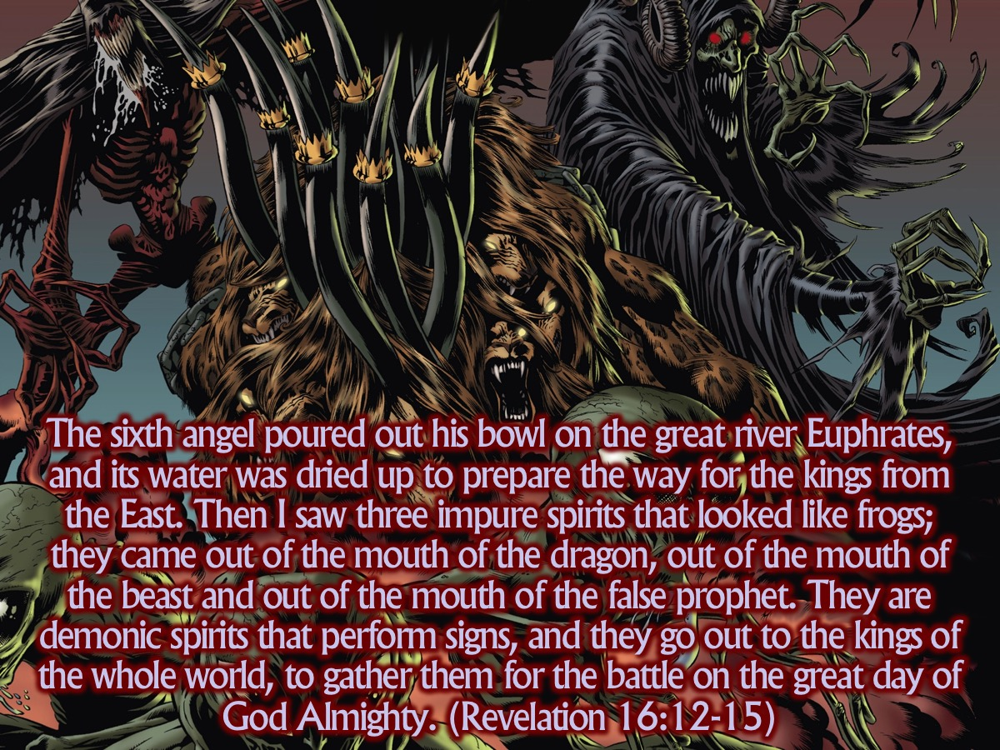 The sixth angel poured out his bowl on the great river Euphrates,
and its water was dried up to prepare the way for the kings from
the East. Then I saw three impure spirits that looked like frogs;
they came out of the mouth of the dragon, out of the mouth of
the beast and out of the mouth of the false prophet. They are
demonic spirits that perform signs, and they go out to the kings of
the whole world, to gather them for the battle on the great day of
God Almighty. (Revelation 16:12-15)